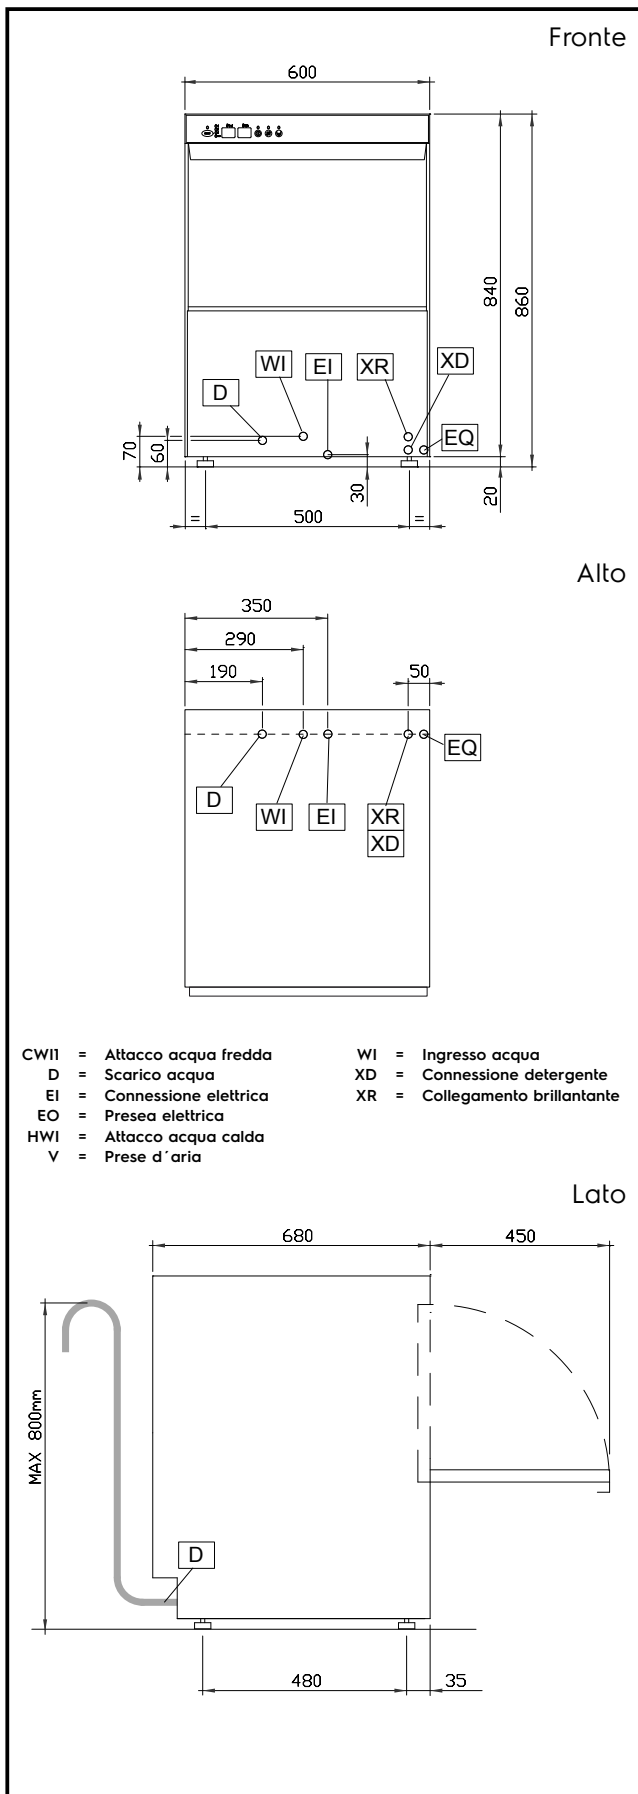 Fronte
600
840
860
WI
EI
XR
XD
D
EQ
70
60
30
20
=
500
=
Alto
350
290
190
50
EQ
D
WI
EI
XR
XD
CWI1 = Attacco acqua fredda
D = Scarico acqua
EI = Connessione elettrica
EO = Presea elettrica
HWI = Attacco acqua calda
V = Prese d´aria
WI = Ingresso acqua
XD = Connessione detergente
XR = Collegamento brillantante
Lato
680
450
MAX 800mm
D
480
35